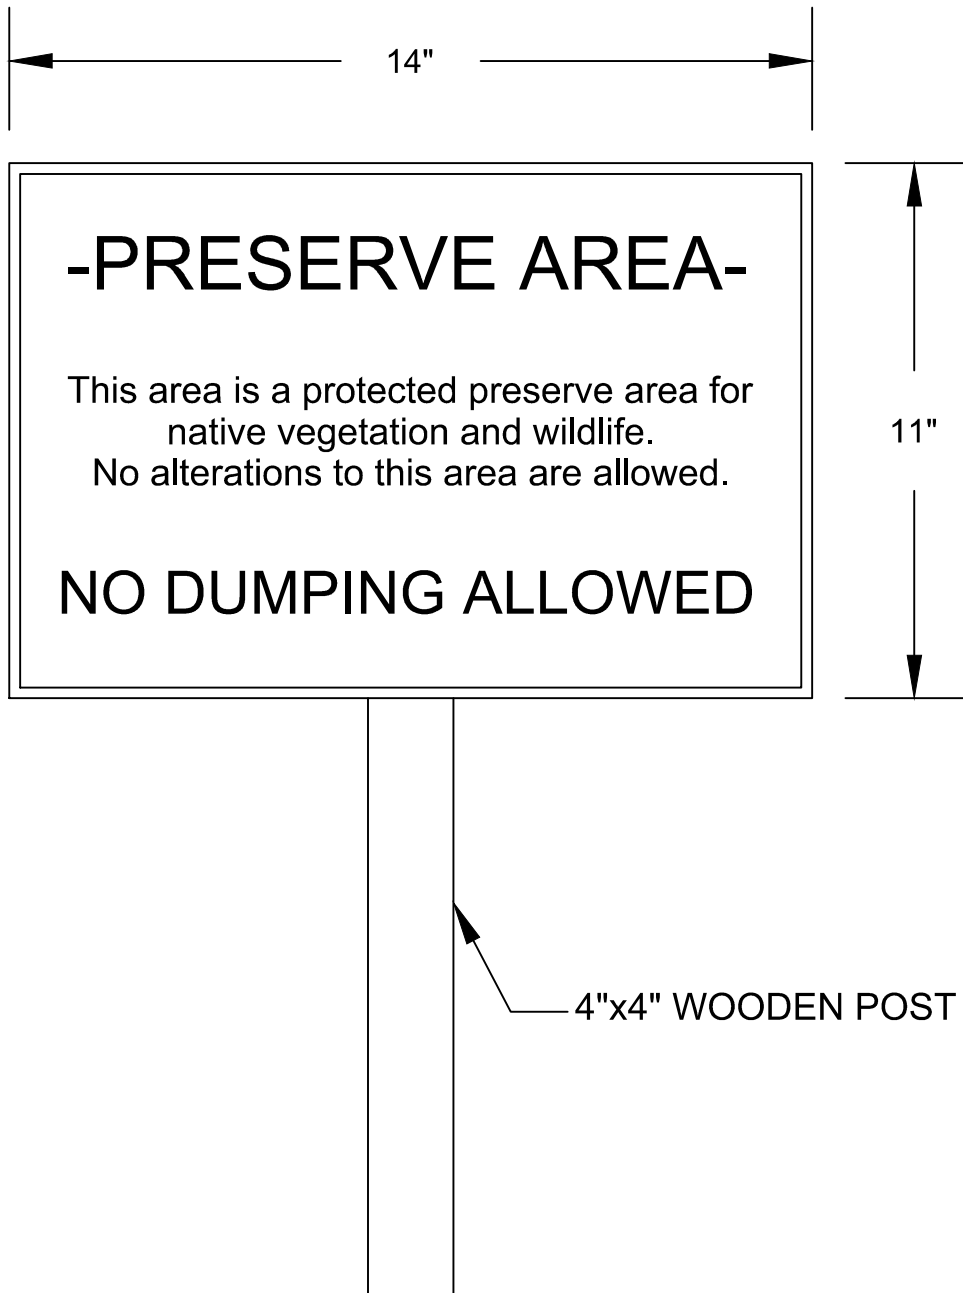 14"
-PRESERVE AREA-
This area is a protected preserve area for
native vegetation and wildlife.
No alterations to this area are allowed.
11"
NO DUMPING ALLOWED
4"x4" WOODEN POST